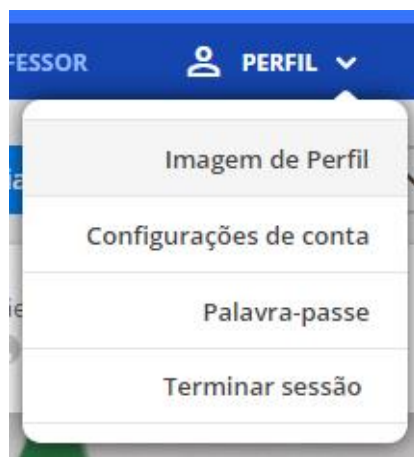 FESSOR PERFIL
Imagem de Perfil
Configurações de conta
Palavra-passe
Terminar sessão